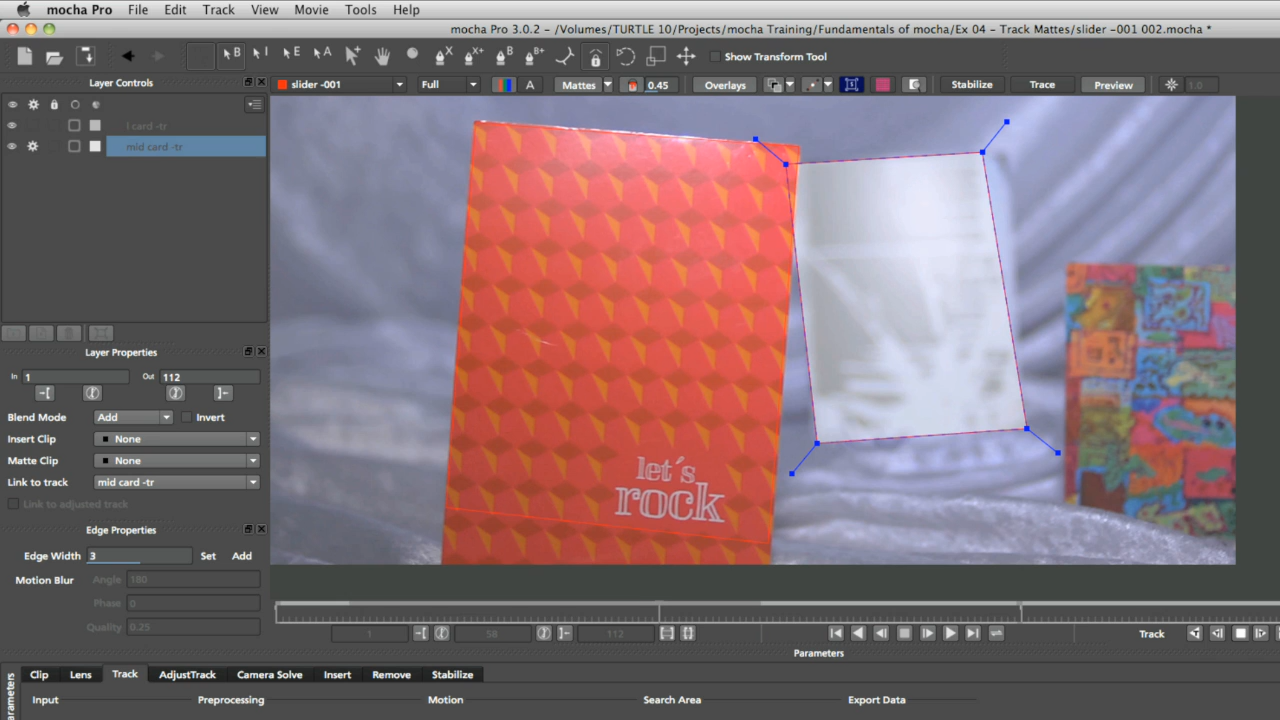 mocha Pro File Edit Track View Movie Tools Help
mocha Pro 3.0.2 - /Volumes/TURTLE 10/Projects/mocha Training/Fundamentals of mocha/Ex 04 - Track Mattes/slider -001 002.mocha *
B I E A X X+ B B+ Show Transform Tool
Layer Controls
slider -001 Full A Mattes 0.45 Overlays Stabilize Trace Preview 1.0
l card -tr
mid card -tr
let's
rock
Layer Properties
In 1 Out 112
Blend Mode Add Invert
Insert Clip None
Matte Clip None
Link to track mid card -tr
Link to adjusted track
Edge Properties
Edge Width 3 Set Add
Motion Blur Angle 180
Phase 0
Quality 0.25
1 58 112 Track
Parameters
Clip Lens Track AdjustTrack Camera Solve Insert Remove Stabilize
Input Preprocessing Motion Search Area Export Data